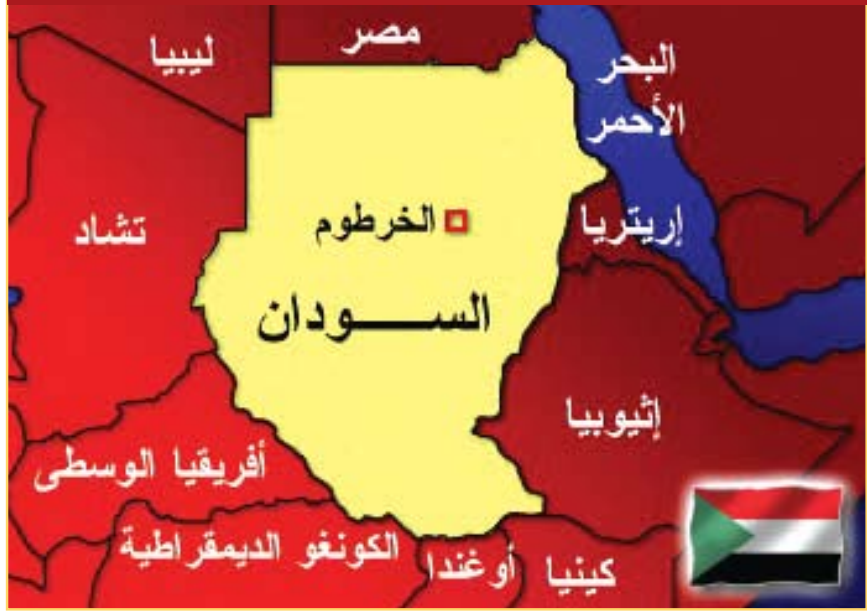 مصر
ليبيا
البحر
الأحمر
إريتريا
الخرطوم
تشاد
الســـــودان
إثيوبيا
أفريقيا الوسطى
الكونغو الديمقراطية
أوغندا
كينيا